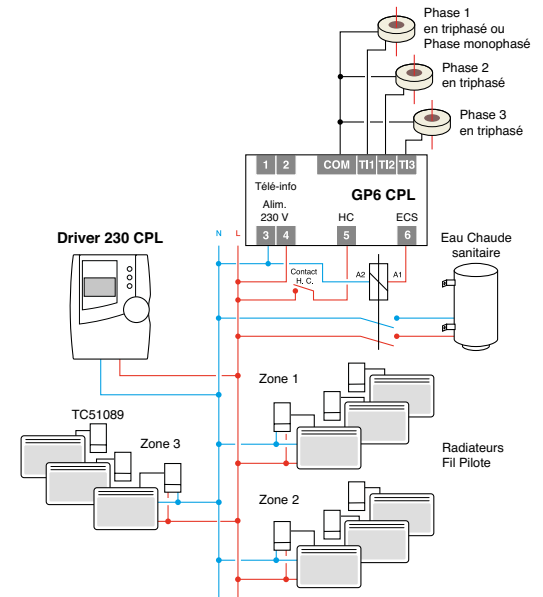 Phase 1
en triphasé ou
Phase monophasé
Phase 2
en triphasé
Phase 3
en triphasé
1 2 COM TI1 TI2 TI3
Télé-info
GP6 CPL
Alim.
230 V
HC
ECS
3 4 5 6
N L
Driver 230 CPL
Eau Chaude
sanitaire
Contact
H. C.
A2 A1
Zone 1
TC51089
Zone 3
Radiateurs
Fil Pilote
Zone 2